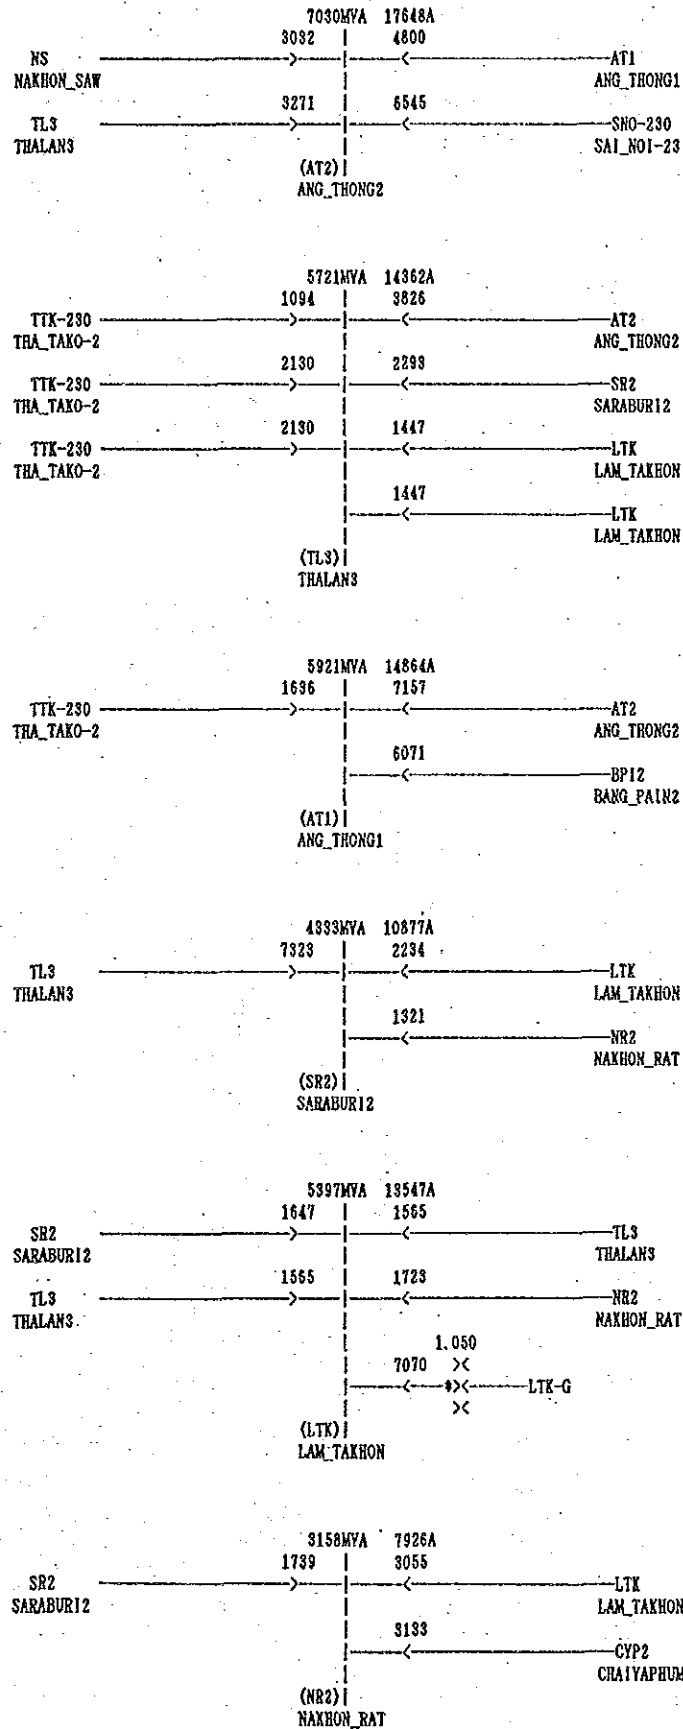 7030MVA 17648A
3032 4800
NS AT1
NAKHON_SAW ANG_THONG1
3271 6545
TL3 SNO-230
THALAN3 SAI_NOI-23
(AT2)
ANG_THONG2
5721MVA 14362A
1094 3826
TTK-230 AT2
THA_TAKO-2 ANG_THONG2
2130 2293
TTK-230 SR2
THA_TAKO-2 SARABURI2
2130 1447
TTK-230 LTK
THA_TAKO-2 LAM_TAKHON
1447
LTK
LAM_TAKHON
(TL3)
THALAN3
5921MVA 14864A
1636 7157
TTK-230 AT2
THA_TAKO-2 ANG_THONG2
6071
BPI2
BANG_PAIN2
(AT1)
ANG_THONG1
4333MVA 10877A
7323 2234
TL3 LTK
THALAN3 LAM_TAKHON
1321
NR2
NAKHON_RAT
(SR2)
SARABURI2
5397MVA 13547A
1647 1565
SR2 TL3
SARABURI2 THALAN3
1565 1723
TL3 NR2
THALAN3 NAKHON_RAT
1.050
7070
LTK-G
(LTK)
LAM_TAKHON
3158MVA 7926A
1739 3055
SR2 LTK
SARABURI2 LAM_TAKHON
3133
CYP2
CHAIYAPHUM
(NR2)
NAKHON_RAT